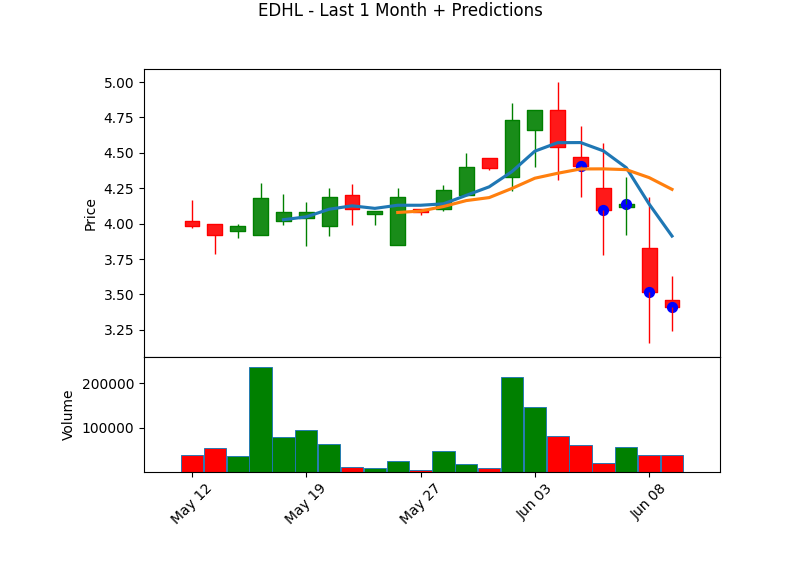 EDHL - Last 1 Month + Predictions
5.00
4.75
4.50
4.25
4.00
3.75
3.50
3.25
Price
200000
100000
Volume
May 12
May 19
May 27
Jun 03
Jun 08